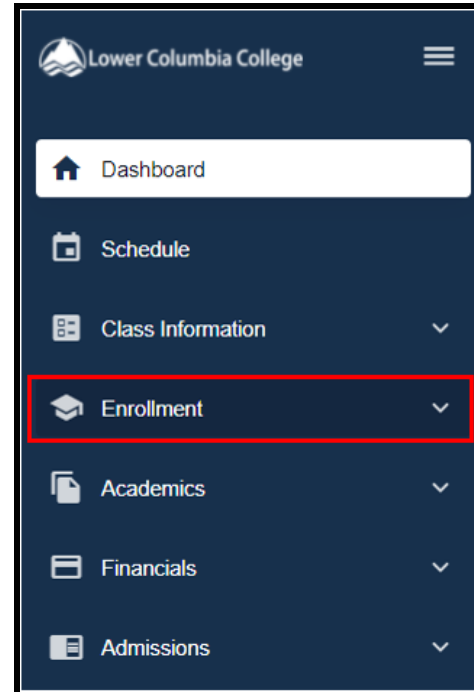 Lower Columbia College
Dashboard
Schedule
Class Information
Enrollment
Academics
Financials
Admissions